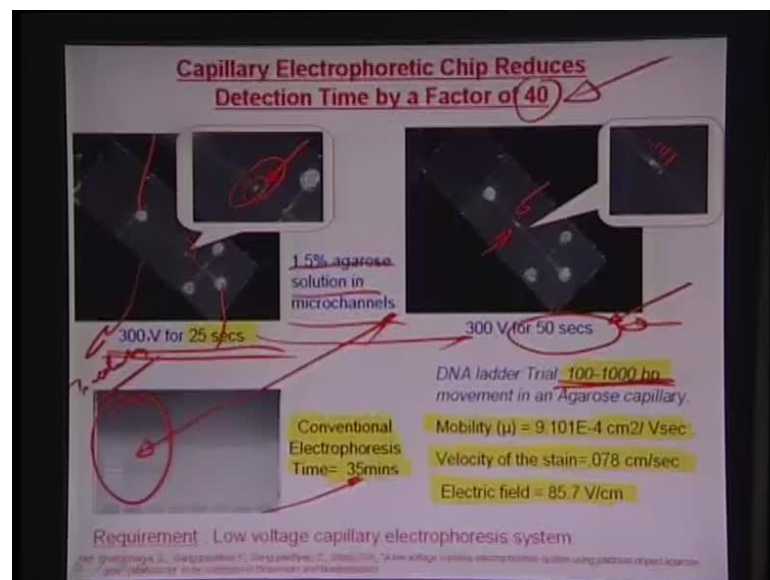 Capillary Electrophoretic Chip Reduces
Detection Time by a Factor of 40
1.5% agarose
solution in
microchannels
300.V for 25 secs
300 V for 50 secs
DNA ladder Trial 100-1000 bp
movement in an Agarose capillary.
Conventional
Electrophoresis
Time= 35mins
Mobility (µ) = 9.101E-4 cm2/ Vsec
Velocity of the stain=.078 cm/sec
Electric field = 85.7 V/cm
Requirement : Low voltage capillary electrophoresis system